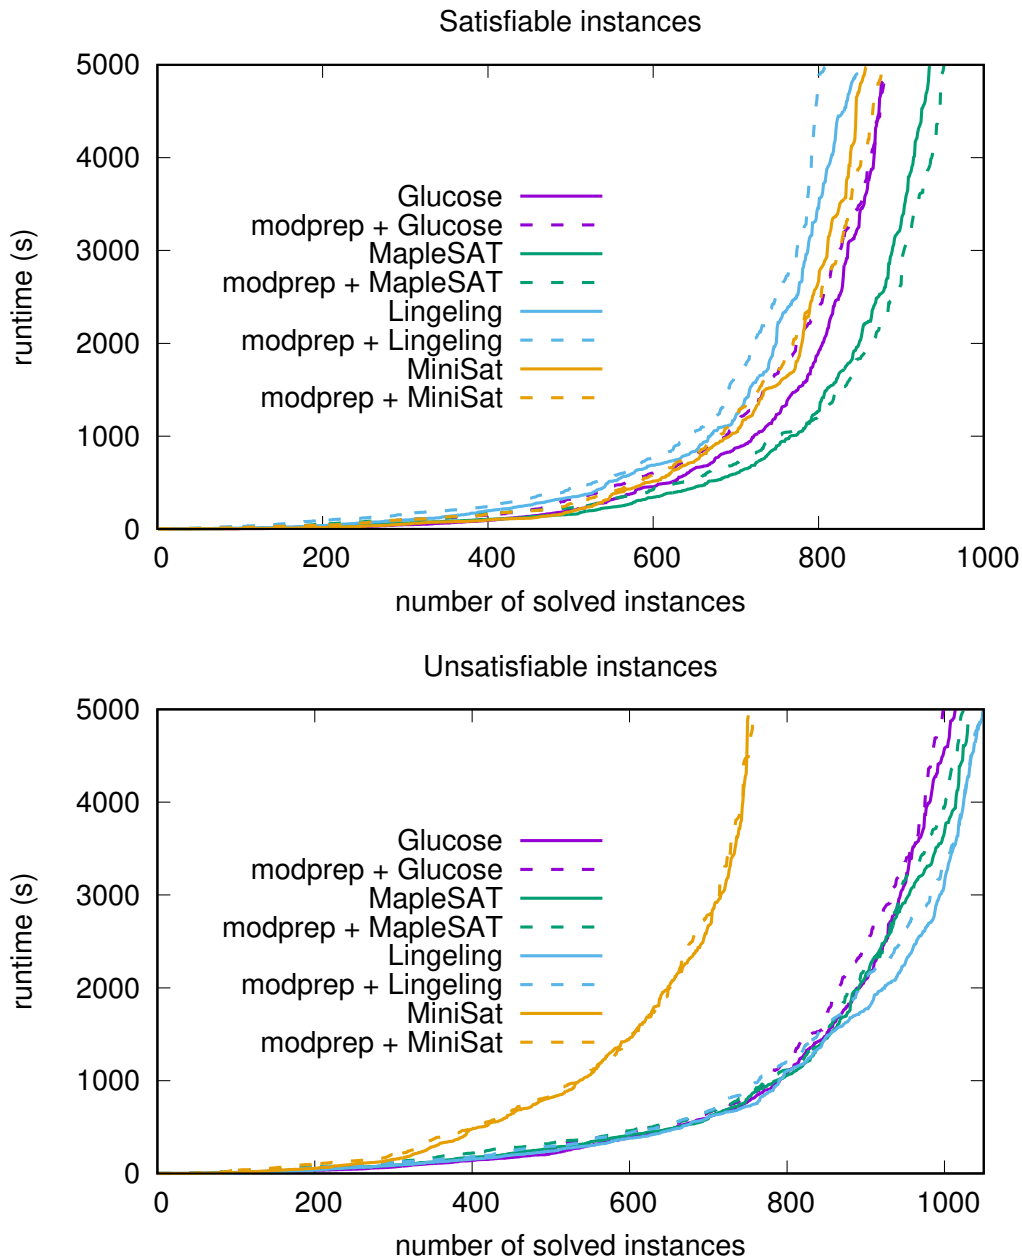 Satisfiable instances
5000
4000
3000
2000
1000
0
runtime (s)
Glucose
modprep + Glucose
MapleSAT
modprep + MapleSAT
Lingeling
modprep + Lingeling
MiniSat
modprep + MiniSat
0 200 400 600 800 1000
number of solved instances
Unsatisfiable instances
5000
4000
3000
2000
1000
0
runtime (s)
Glucose
modprep + Glucose
MapleSAT
modprep + MapleSAT
Lingeling
modprep + Lingeling
MiniSat
modprep + MiniSat
0 200 400 600 800 1000
number of solved instances